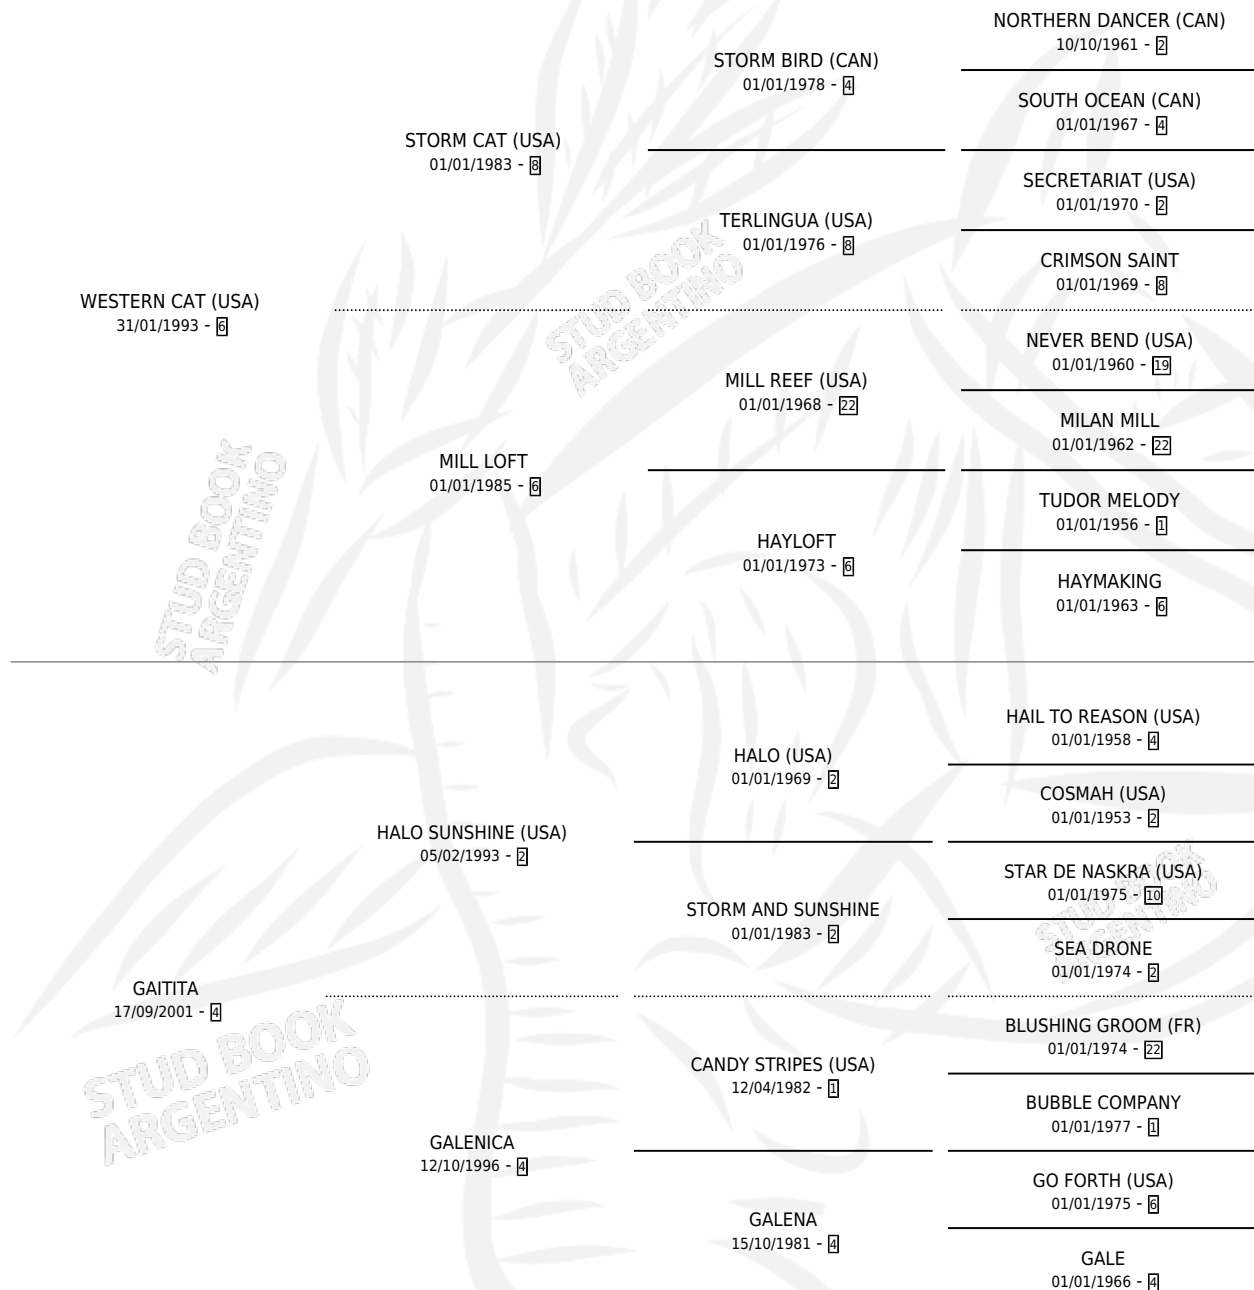 NORTHERN DANCER (CAN)
10/10/1961 - 2
STORM BIRD (CAN)
01/01/1978 - 4
SOUTH OCEAN (CAN)
01/01/1967 - 4
STORM CAT (USA)
01/01/1983 - 8
SECRETARIAT (USA)
01/01/1970 - 2
TERLINGUA (USA)
01/01/1976 - 8
CRIMSON SAINT
01/01/1969 - 8
WESTERN CAT (USA)
31/01/1993 - 6
NEVER BEND (USA)
01/01/1960 - 19
MILL REEF (USA)
01/01/1968 - 22
MILAN MILL
01/01/1962 - 22
MILL LOFT
01/01/1985 - 6
TUDOR MELODY
01/01/1956 - 1
HAYLOFT
01/01/1973 - 6
HAYMAKING
01/01/1963 - 6
HAIL TO REASON (USA)
01/01/1958 - 4
HALO (USA)
01/01/1969 - 2
COSMAH (USA)
01/01/1953 - 2
HALO SUNSHINE (USA)
05/02/1993 - 2
STAR DE NASKRA (USA)
01/01/1975 - 10
STORM AND SUNSHINE
01/01/1983 - 2
SEA DRONE
01/01/1974 - 2
GAITITA
17/09/2001 - 4
BLUSHING GROOM (FR)
01/01/1974 - 22
CANDY STRIPES (USA)
12/04/1982 - 1
BUBBLE COMPANY
01/01/1977 - 1
GALENICA
12/10/1996 - 4
GO FORTH (USA)
01/01/1975 - 6
GALENA
15/10/1981 - 4
GALE
01/01/1966 - 4
STUD BOOK
ARGENTINO
STUD BOOK
ARGENTINO
STUD BOOK
ARGENTINO
STUD BOOK
ARGENTINO